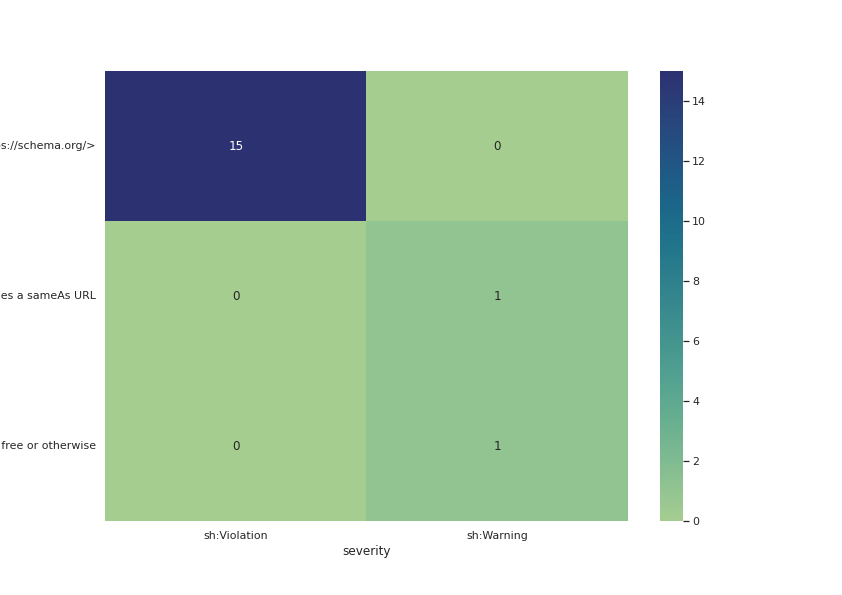 s://schema.org/>
15
0
es a sameAs URL
0
1
free or otherwise
0
1
sh:Violation
sh:Warning
severity
14
12
10
8
6
4
2
0